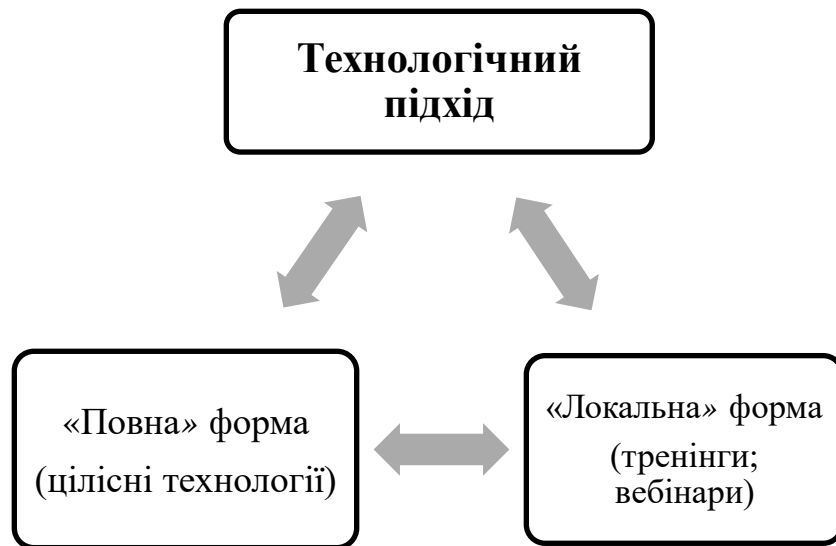 Технологічний
підхід
«Повна» форма
(цілісні технології)
«Локальна» форма
(тренінги;
вебінари)